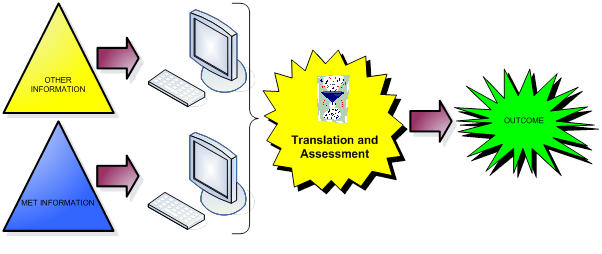 OTHER
INFORMATION
MET INFORMATION
Translation and
Assessment
OUTCOME